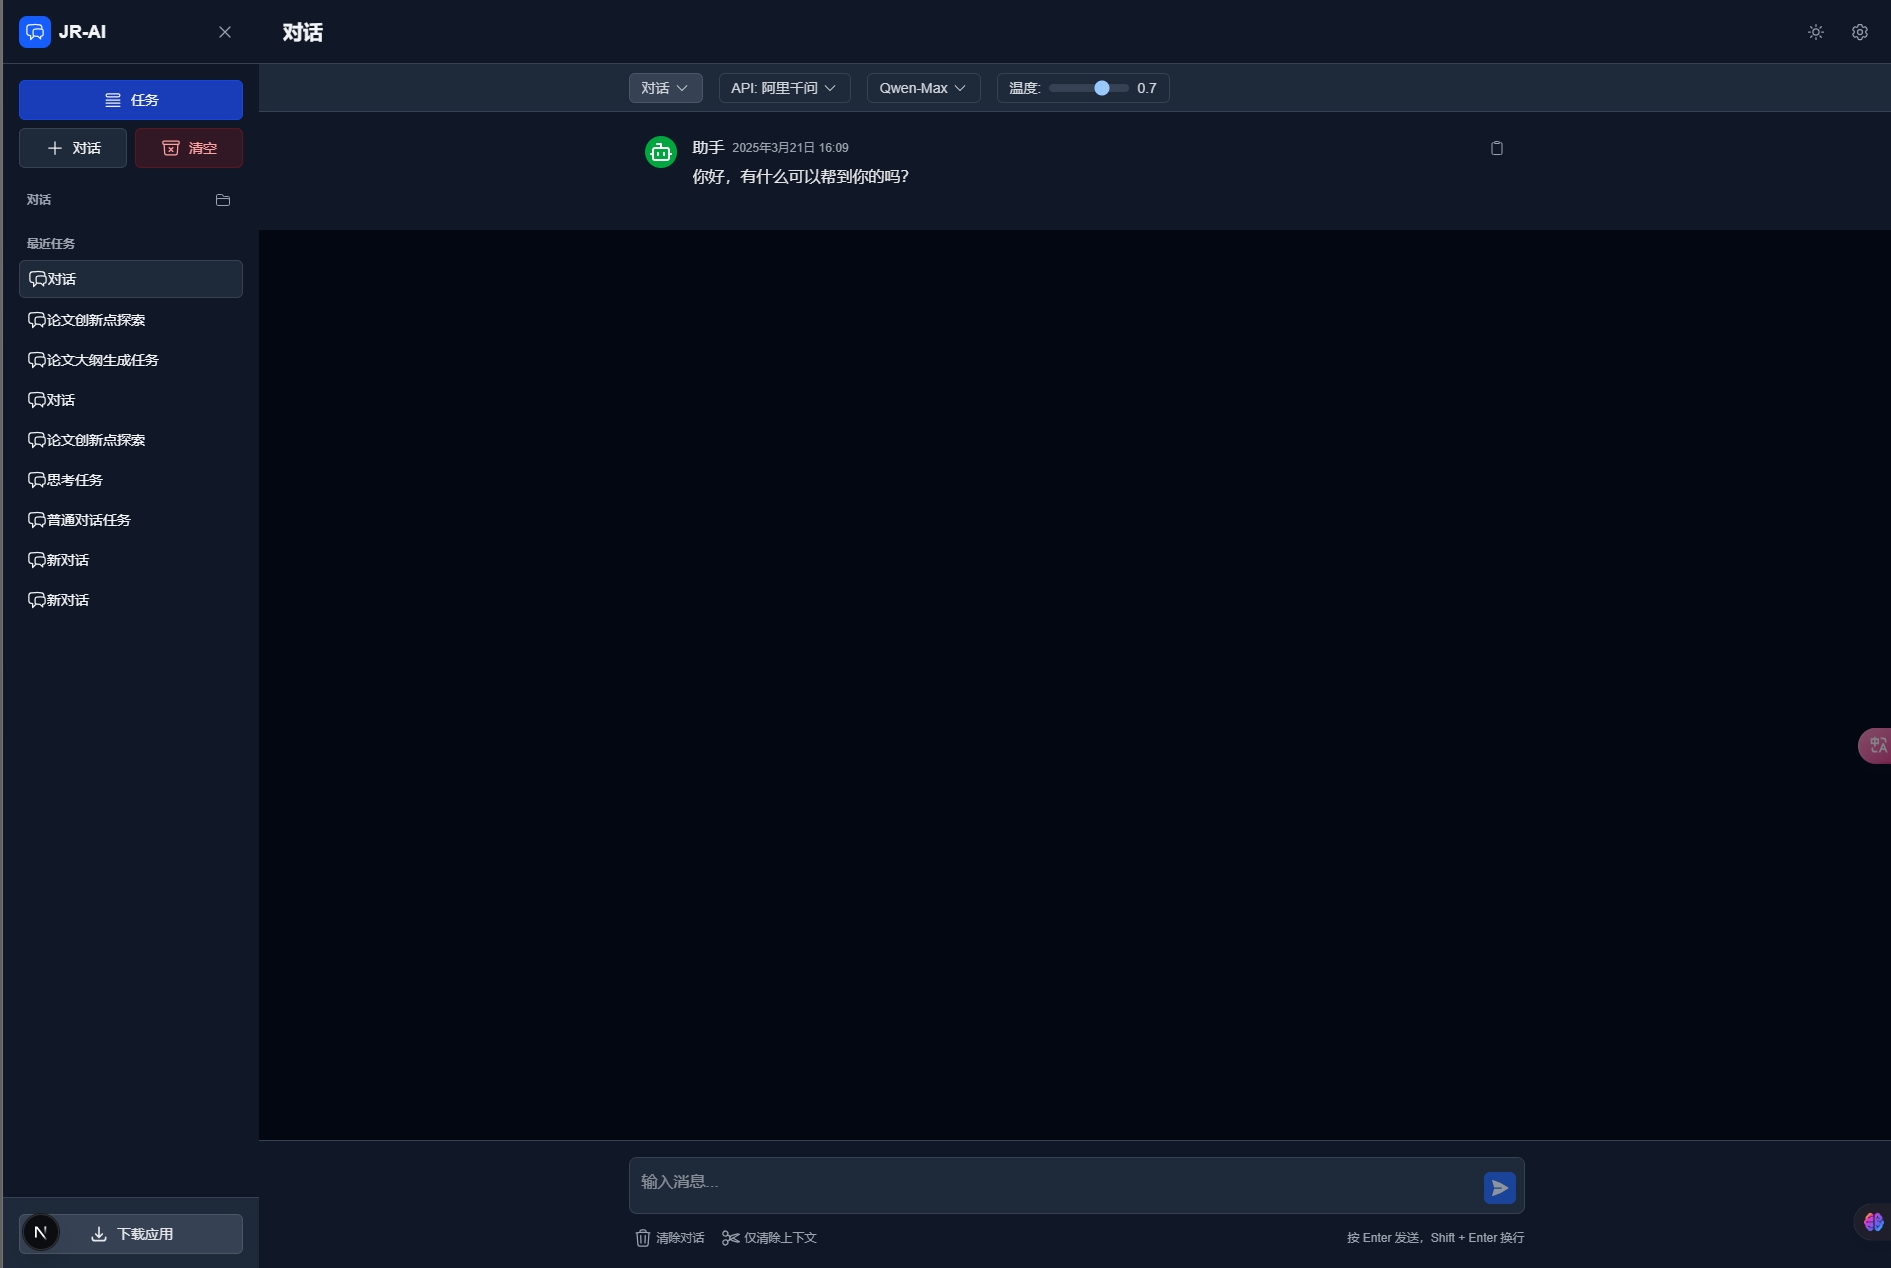 JR-AI
任务
对话
清空
对话
最近任务
对话
论文创新点探索
论文大纲生成任务
对话
论文创新点探索
思考任务
普通对话任务
新对话
新对话
N
下载应用
对话
对话
API: 阿里千问
Qwen-Max
温度:
0.7
助手 2025年3月21日 16:09
你好，有什么可以帮到你的吗？
中A
输入消息...
清除对话
仅清除上下文
按 Enter 发送，Shift + Enter 换行